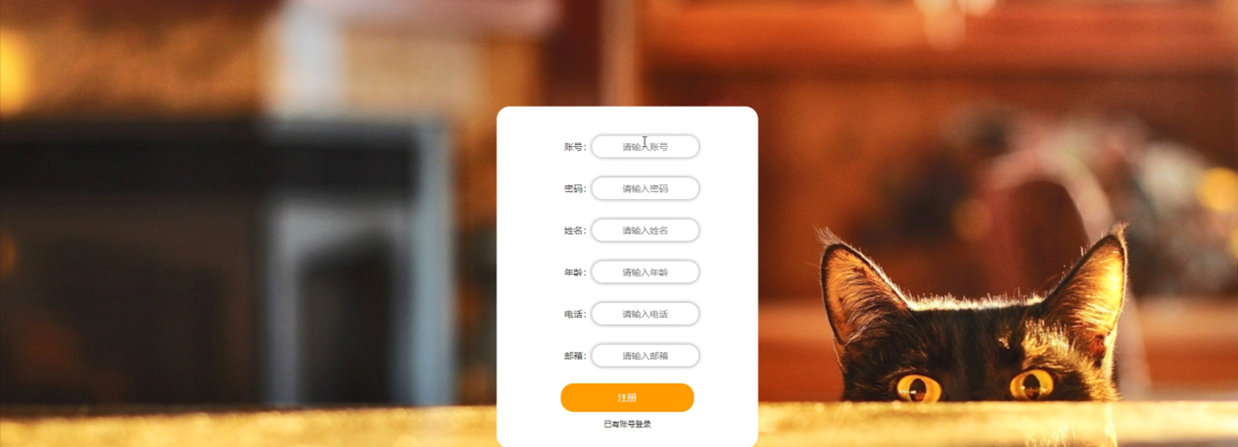 账号： 请输入账号
密码： 请输入密码
姓名： 请输入姓名
年龄： 请输入年龄
电话： 请输入电话
邮箱： 请输入邮箱
注册
已有账号登录